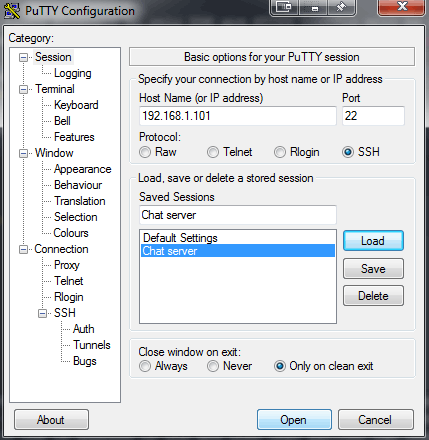 PuTTY Configuration
Category:
Session
Logging
Terminal
Keyboard
Bell
Features
Window
Appearance
Behaviour
Translation
Selection
Colours
Connection
Proxy
Telnet
Rlogin
SSH
Auth
Tunnels
Bugs
Basic options for your PuTTY session
Specify your connection by host name or IP address
Host Name (or IP address) Port
192.168.1.101 22
Protocol:
Raw Telnet Rlogin SSH
Load, save or delete a stored session
Saved Sessions
Chat server
Default Settings
Chat server
Load
Save
Delete
Close window on exit:
Always Never Only on clean exit
About Open Cancel